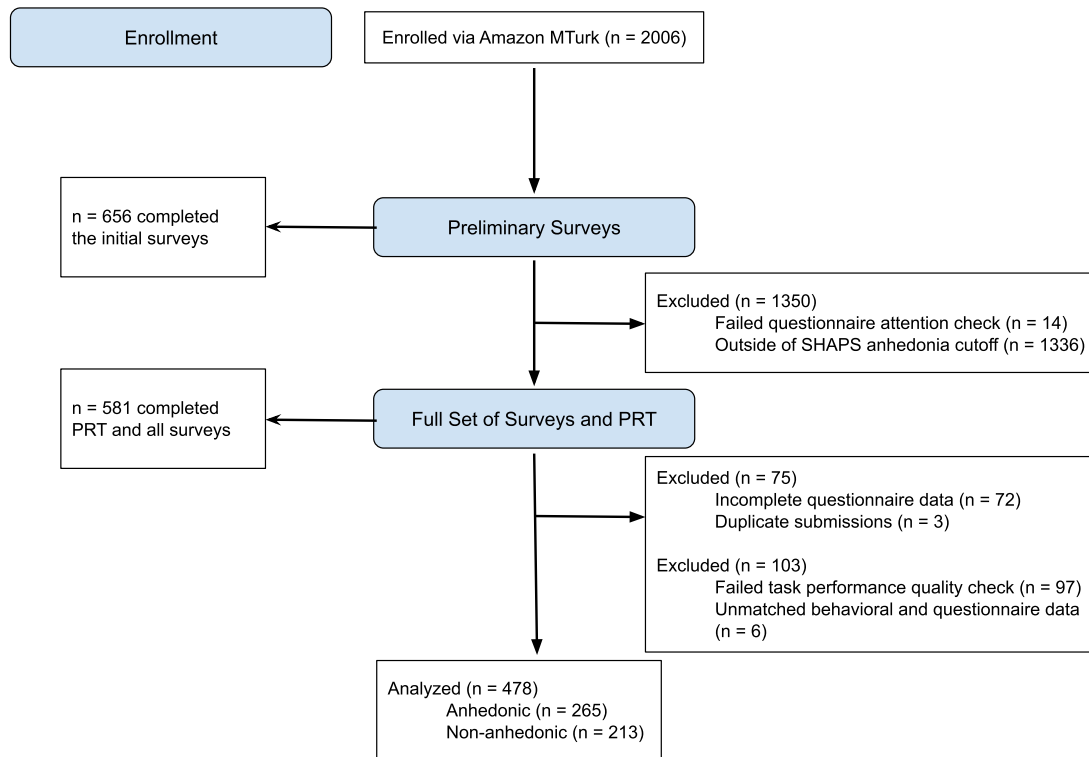 Enrollment
Enrolled via Amazon MTurk (n = 2006)
n = 656 completed
the initial surveys
Preliminary Surveys
Excluded (n = 1350)
Failed questionnaire attention check (n = 14)
Outside of SHAPS anhedonia cutoff (n = 1336)
n = 581 completed
PRT and all surveys
Full Set of Surveys and PRT
Excluded (n = 75)
Incomplete questionnaire data (n = 72)
Duplicate submissions (n = 3)
Excluded (n = 103)
Failed task performance quality check (n = 97)
Unmatched behavioral and questionnaire data
(n = 6)
Analyzed (n = 478)
Anhedonic (n = 265)
Non-anhedonic (n = 213)